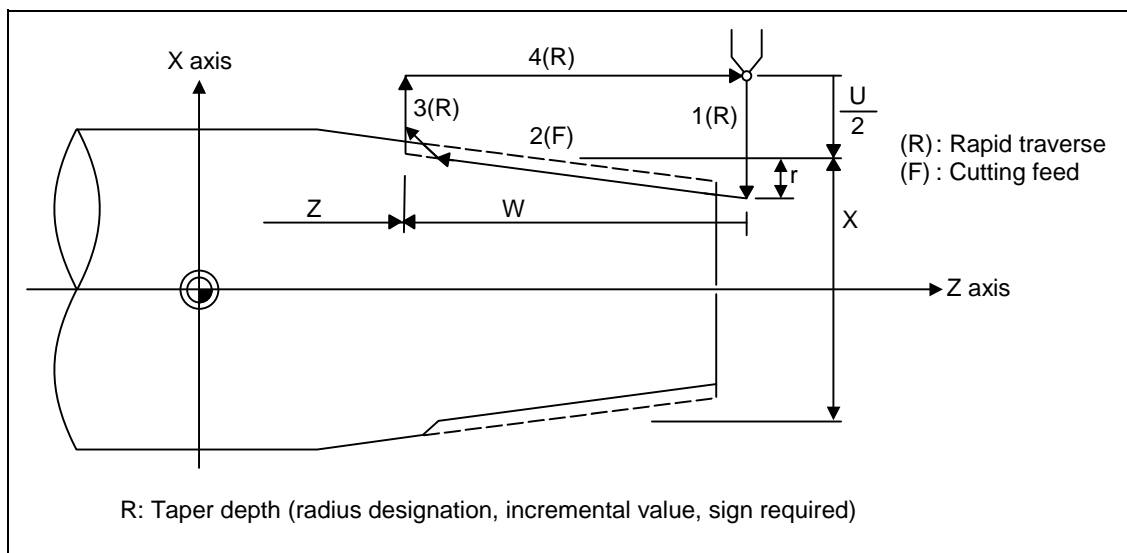 X axis
4(R)
3(R)
2(F)
1(R)
U
2
(R): Rapid traverse
(F) : Cutting feed
r
Z
W
X
Z axis
R: Taper depth (radius designation, incremental value, sign required)